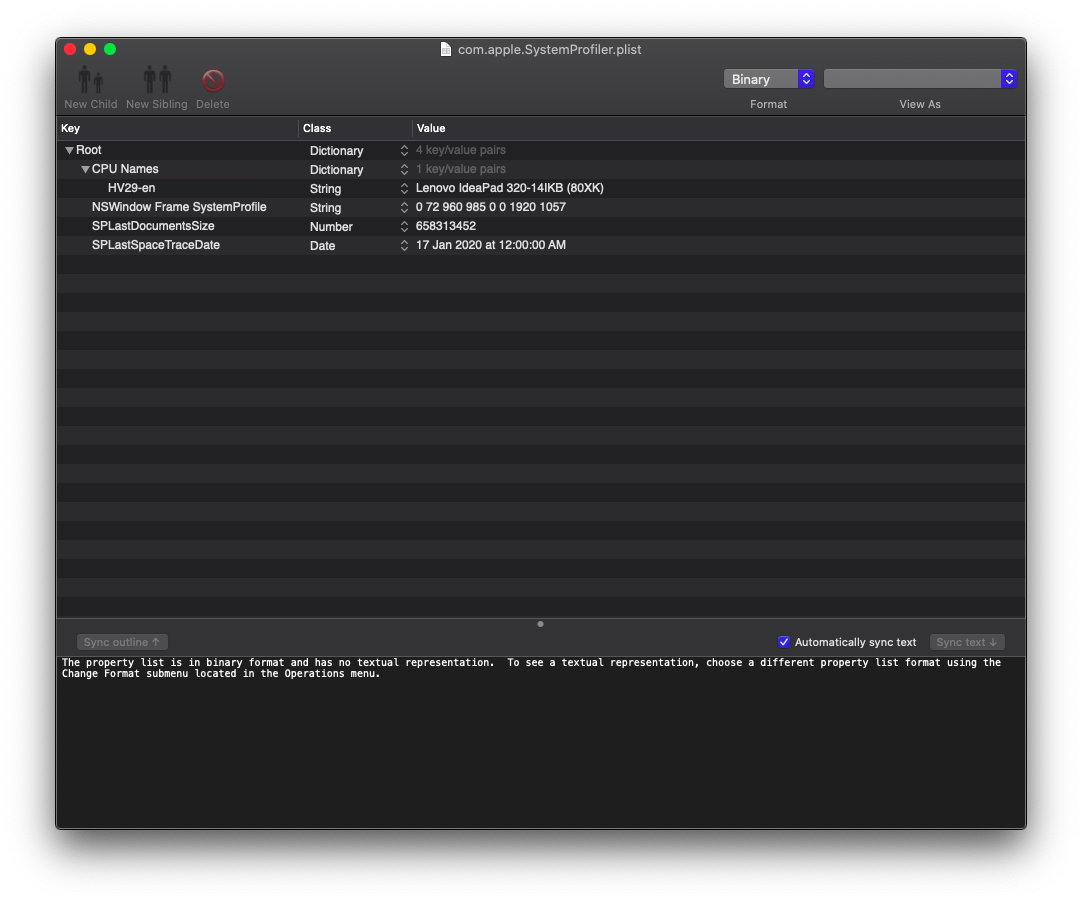 com.apple.SystemProfiler.plist
New Child New Sibling Delete Binary
Format View As
Key Class Value
Root Dictionary 4 key/value pairs
CPU Names Dictionary 1 key/value pairs
HV29-en String Lenovo IdeaPad 320-14IKB (80XK)
NSWindow Frame SystemProfile String 0 72 960 985 0 0 1920 1057
SPLastDocumentsSize Number 658313452
SPLastSpaceTraceDate Date 17 Jan 2020 at 12:00:00 AM
Sync outline ↑ Automatically sync text Sync text ↓
The property list is in binary format and has no textual representation.  To see a textual representation, choose a different property list format using the
Change Format submenu located in the Operations menu.